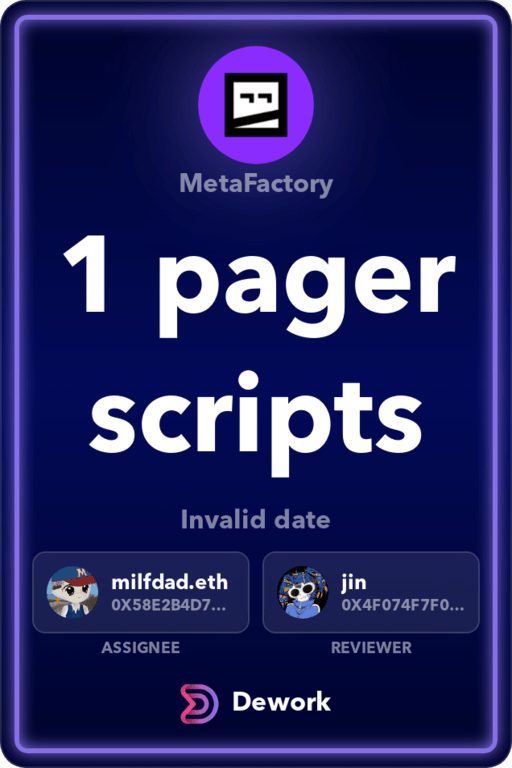 MetaFactory
1 pager
scripts
Invalid date
milfdad.eth
0X58E2B4D7...
ASSIGNEE
jin
0X4F074F7F0...
REVIEWER
Dework